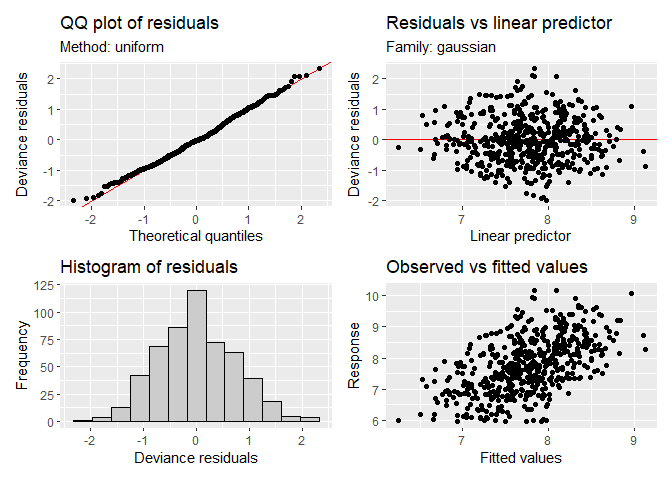 QQ plot of residuals
Method: uniform
Deviance residuals
2
1
0
-1
-2
-2
-1
0
1
2
Theoretical quantiles
Residuals vs linear predictor
Family: gaussian
Deviance residuals
2
1
0
-1
-2
7
8
9
Linear predictor
Histogram of residuals
Frequency
125
100
75
50
25
0
-2
-1
0
1
2
Deviance residuals
Observed vs fitted values
Response
10
9
8
7
6
7
8
9
Fitted values